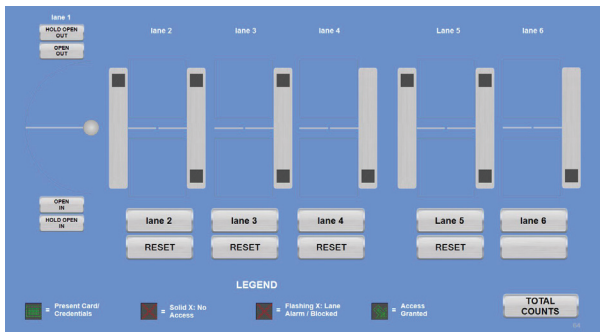 lane 1
HOLD OPEN
OUT
OPEN
OUT
lane 2
lane 3
lane 4
Lane 5
lane 6
OPEN
IN
HOLD OPEN
IN
lane 2
lane 3
lane 4
Lane 5
lane 6
RESET
RESET
RESET
RESET
LEGEND
= Present Card/
Credentials
= Solid X: No
Access
= Flashing X: Lane
Alarm / Blocked
= Access
Granted
TOTAL
COUNTS